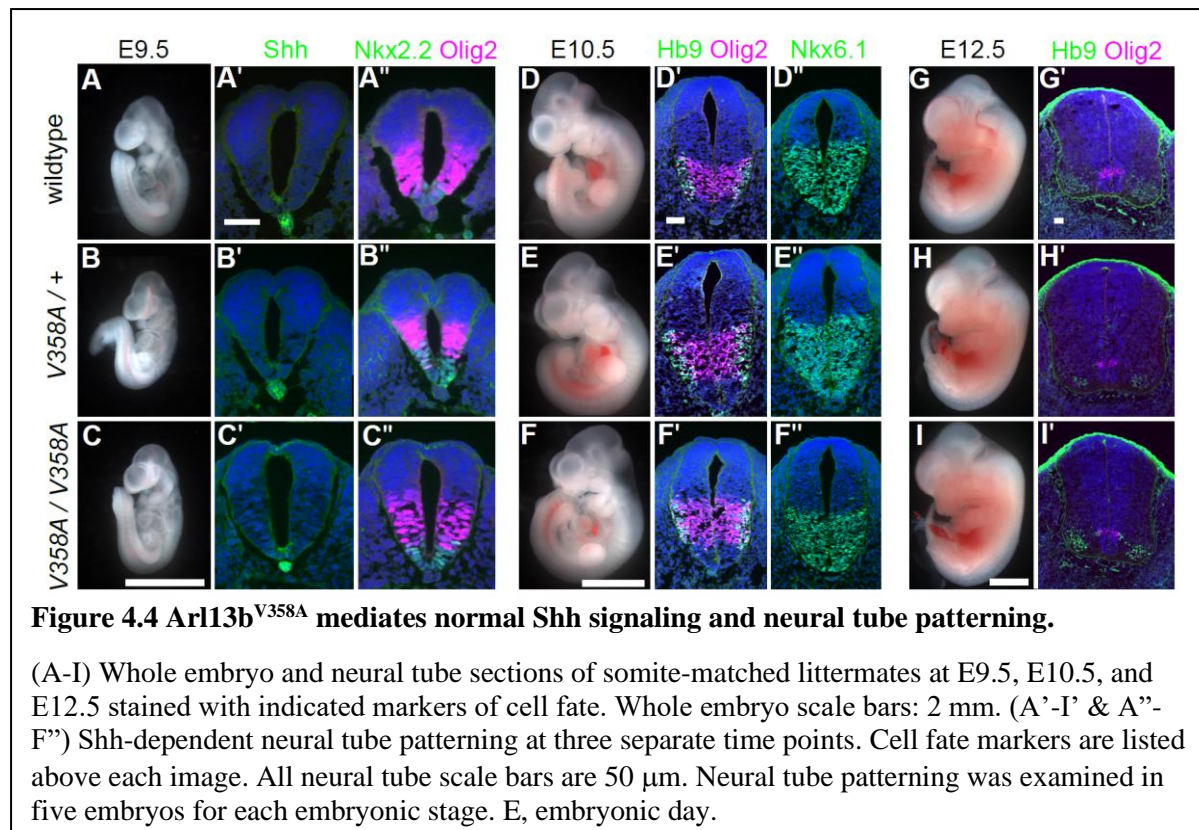 E9.5 Shh Nkx2.2 Olig2 E10.5 Hb9 Olig2 Nkx6.1 E12.5 Hb9 Olig2
wildtype
A A' A" D D' D" G G'
V358A / +
B B' B" E E' E" H H'
V358A / V358A
C C' C" F F' F" I I'
Figure 4.4 Arl13bV358A mediates normal Shh signaling and neural tube patterning.
(A-I) Whole embryo and neural tube sections of somite-matched littermates at E9.5, E10.5, and
E12.5 stained with indicated markers of cell fate. Whole embryo scale bars: 2 mm. (A’-I’ & A”-
F”) Shh-dependent neural tube patterning at three separate time points. Cell fate markers are listed
above each image. All neural tube scale bars are 50 μm. Neural tube patterning was examined in
five embryos for each embryonic stage. E, embryonic day.